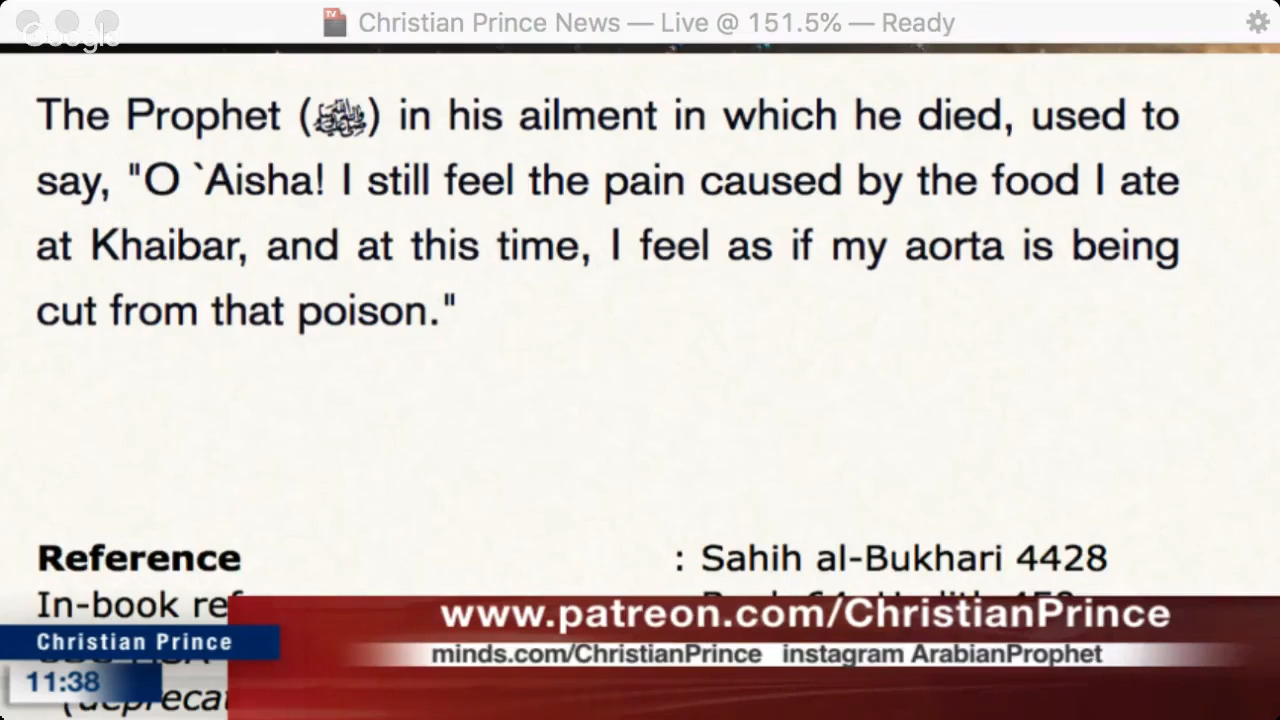 Christian Prince News — Live @ 151.5% — Ready
Google
The Prophet (ﷺ) in his ailment in which he died, used to
say, "O `Aisha! I still feel the pain caused by the food I ate
at Khaibar, and at this time, I feel as if my aorta is being
cut from that poison."
Reference : Sahih al-Bukhari 4428
In-book
www.patreon.com/ChristianPrince
Christian Prince
minds.com/ChristianPrince instagram ArabianProphet
11:38